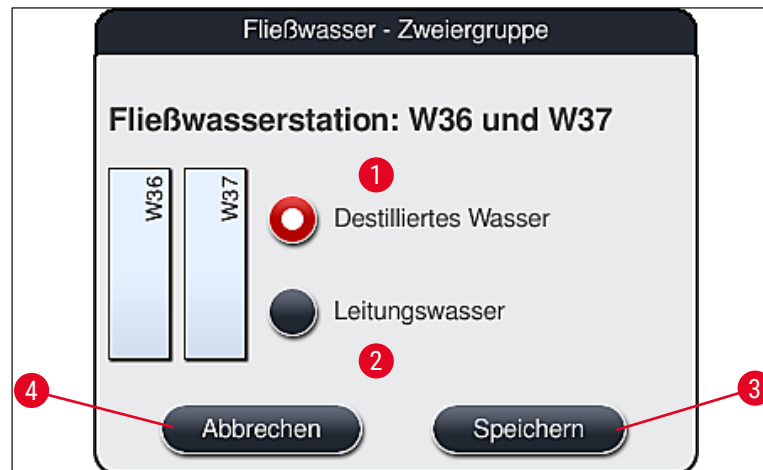 Fließwasser - Zweiergruppe
Fließwasserstation: W36 und W37
W36
W37
1
Destilliertes Wasser
Leitungswasser
2
4
3
Abbrechen
Speichern